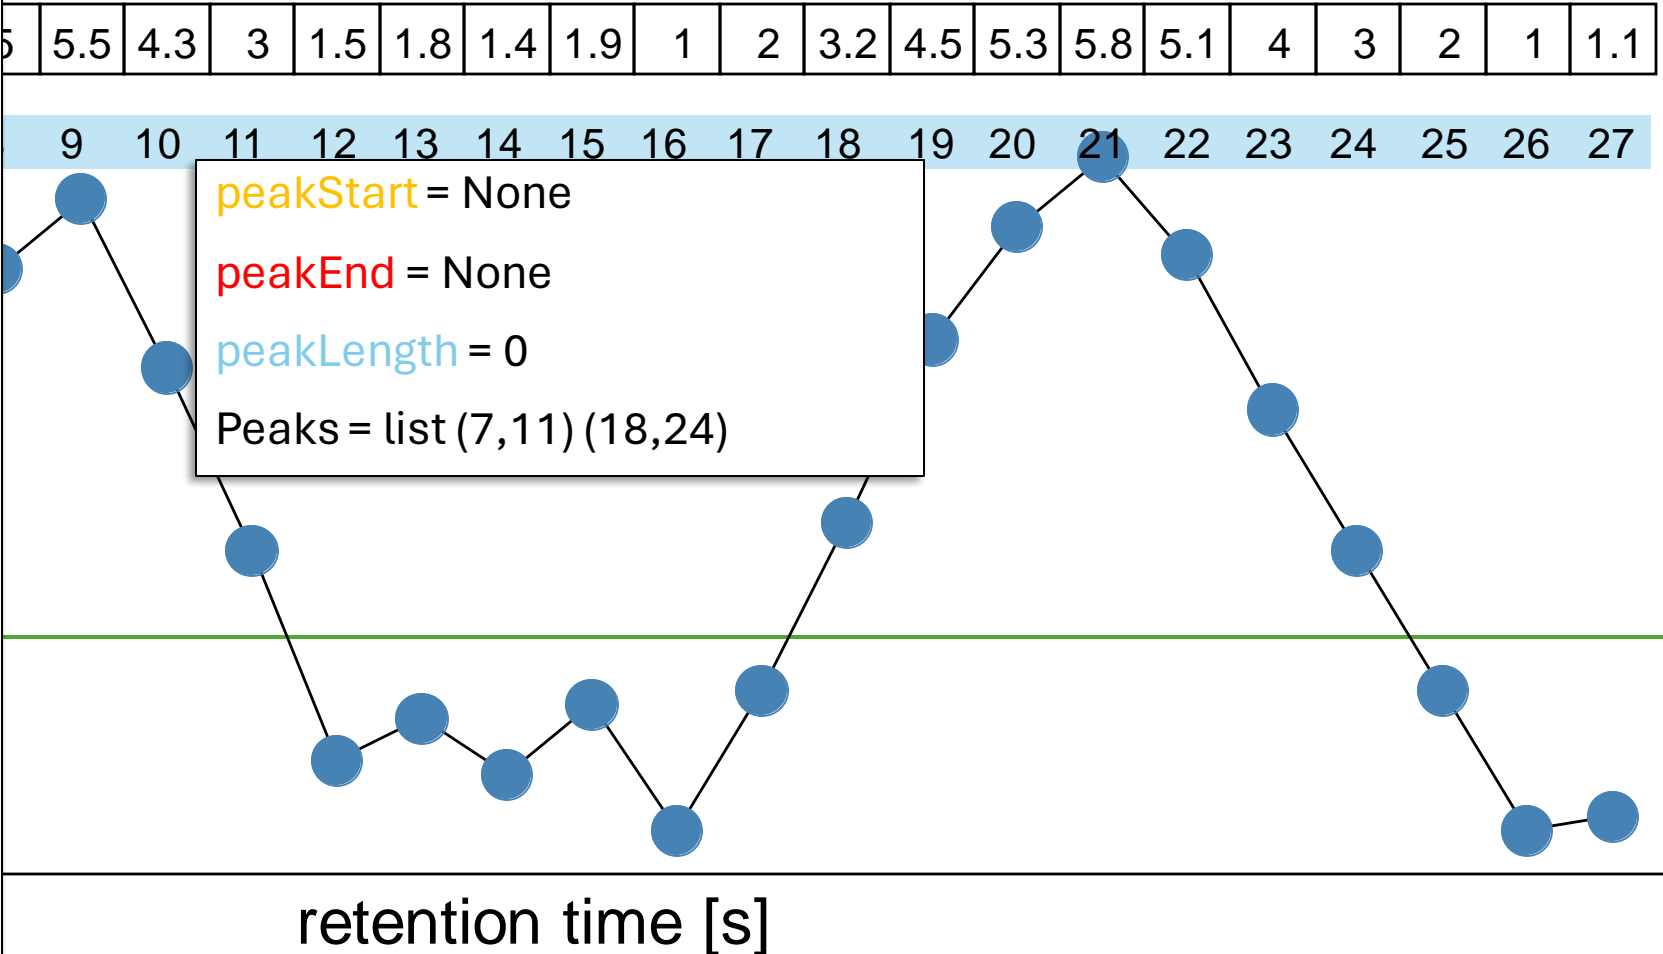 5 5.5 4.3 3 1.5 1.8 1.4 1.9 1 2 3.2 4.5 5.3 5.8 5.1 4 3 2 1 1.1
9 10 11 12 13 14 15 16 17 18 19 20 21 22 23 24 25 26 27
peakStart = None
peakEnd = None
peakLength = 0
Peaks = list (7,11) (18,24)
retention time [s]